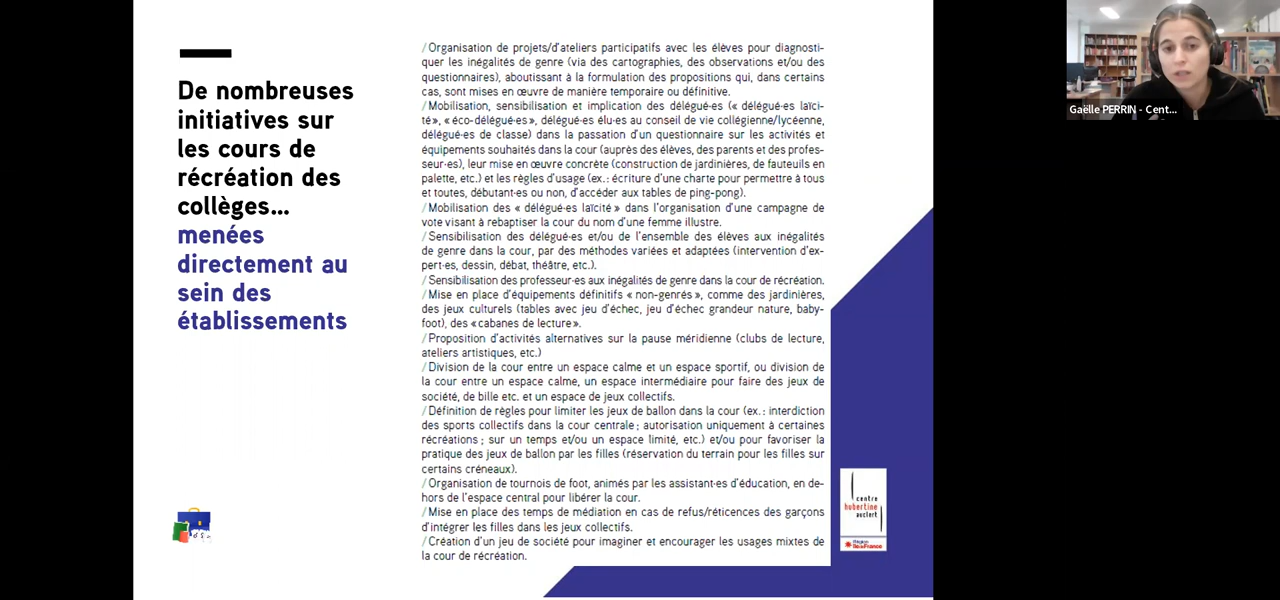 De nombreuses
initiatives sur
les cours de
récréation des
collèges...
menées
directement au
sein des
établissements
/Organisation de projets/d'ateliers participatifs avec les élèves pour diagnosti-
quer les inégalités de genre (via des cartographies, des observations et/ou des
questionnaires), aboutissant à la formulation des propositions qui, dans certains
cas, sont mises en œuvre de manière temporaire ou définitive.
/Mobilisation, sensibilisation et implication des délégué·es (« délégué·es laïci-
té», « éco-délégué·es », délégué·es élu·es au conseil de vie collégienne/lycéenne,
délégué·es de classe) dans la passation d'un questionnaire sur les activités et
équipements souhaités dans la cour (auprès des élèves, des parents et des profes-
seur·es), leur mise en œuvre concrète (construction de jardinières, de fauteuils en
palette, etc.) et les règles d'usage (ex. : écriture d'une charte pour permettre à tous
et toutes, débutant·es ou non, d'accéder aux tables de ping-pong).
/Mobilisation des « délégué·es laïcité » dans l'organisation d'une campagne de
vote visant à rebaptiser la cour du nom d'une femme illustre.
/Sensibilisation des délégué·es et/ou de l'ensemble des élèves aux inégalités
de genre dans la cour, par des méthodes variées et adaptées (intervention d'ex-
pert·es, dessin, débat, théâtre, etc.).
/Sensibilisation des professeur·es aux inégalités de genre dans la cour de récréation.
/Mise en place d'équipements définitifs « non-genrés », comme des jardinières,
des jeux culturels (tables avec jeu d'échec, jeu d'échec grandeur nature, baby-
foot), des «cabanes de lecture».
/Proposition d'activités alternatives sur la pause méridienne (clubs de lecture,
ateliers artistiques, etc.)
/Division de la cour entre un espace calme et un espace sportif, ou division de
la cour entre un espace calme, un espace intermédiaire pour faire des jeux de
société, de bille etc. et un espace de jeux collectifs.
/Définition de règles pour limiter les jeux de ballon dans la cour (ex. : interdiction
des sports collectifs dans la cour centrale ; autorisation uniquement à certaines
récréations ; sur un temps et/ou un espace limité, etc.) et/ou pour favoriser la
pratique des jeux de ballon par les filles (réservation du terrain pour les filles sur
certains créneaux).
/Organisation de tournois de foot, animés par les assistant·es d'éducation, en de-
hors de l'espace central pour libérer la cour.
/Mise en place des temps de médiation en cas de refus/réticences des garçons
d'intégrer les filles dans les jeux collectifs.
/Création d'un jeu de société pour imaginer et encourager les usages mixtes de
la cour de récréation.
centre
hubertine
auclert
île de France
Gaëlle PERRIN - Cent...